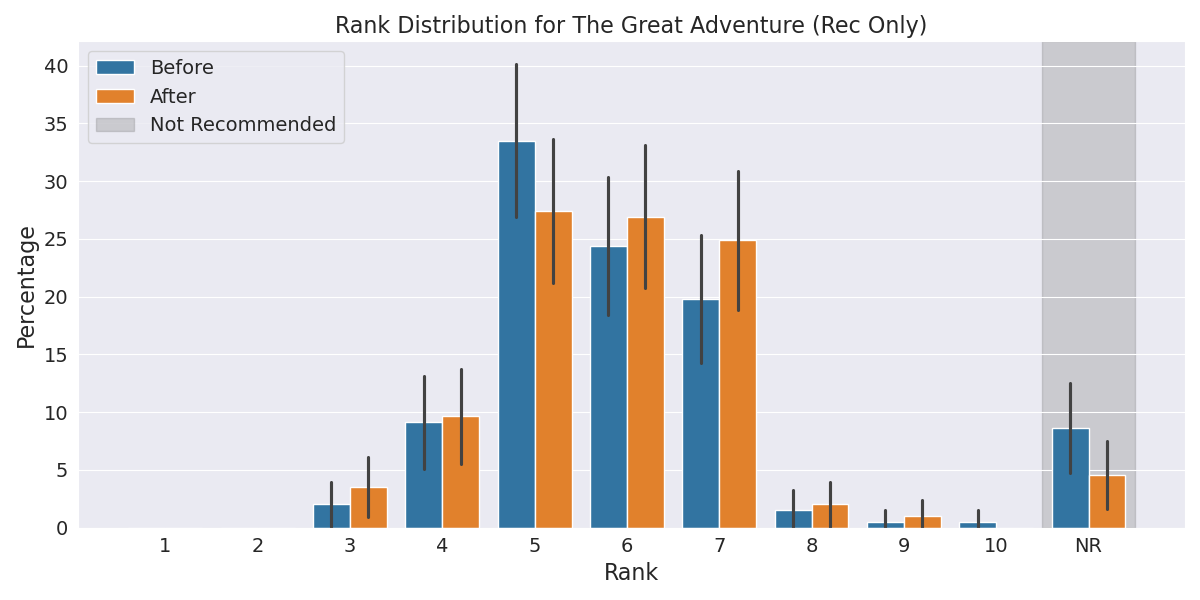 Rank Distribution for The Great Adventure (Rec Only)
Before
After
Not Recommended
Percentage
40
35
30
25
20
15
10
5
0
1 2 3 4 5 6 7 8 9 10 NR
Rank